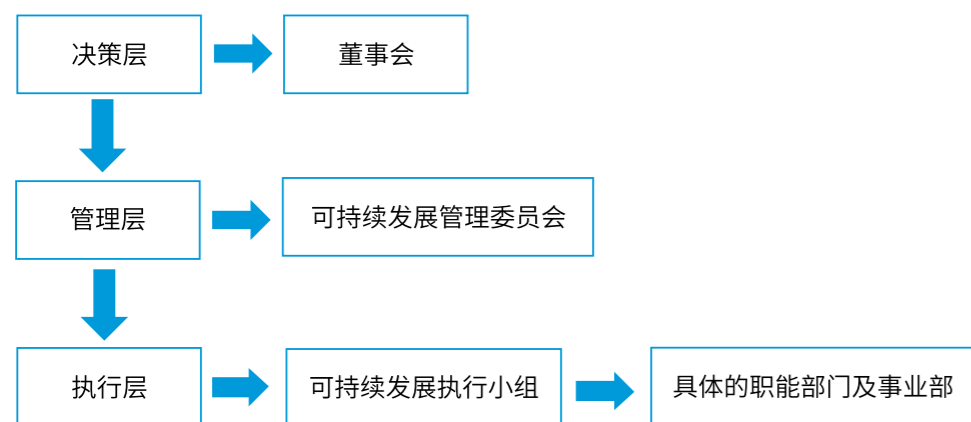 决策层
董事会
管理层
可持续发展管理委员会
执行层
可持续发展执行小组
具体的职能部门及事业部